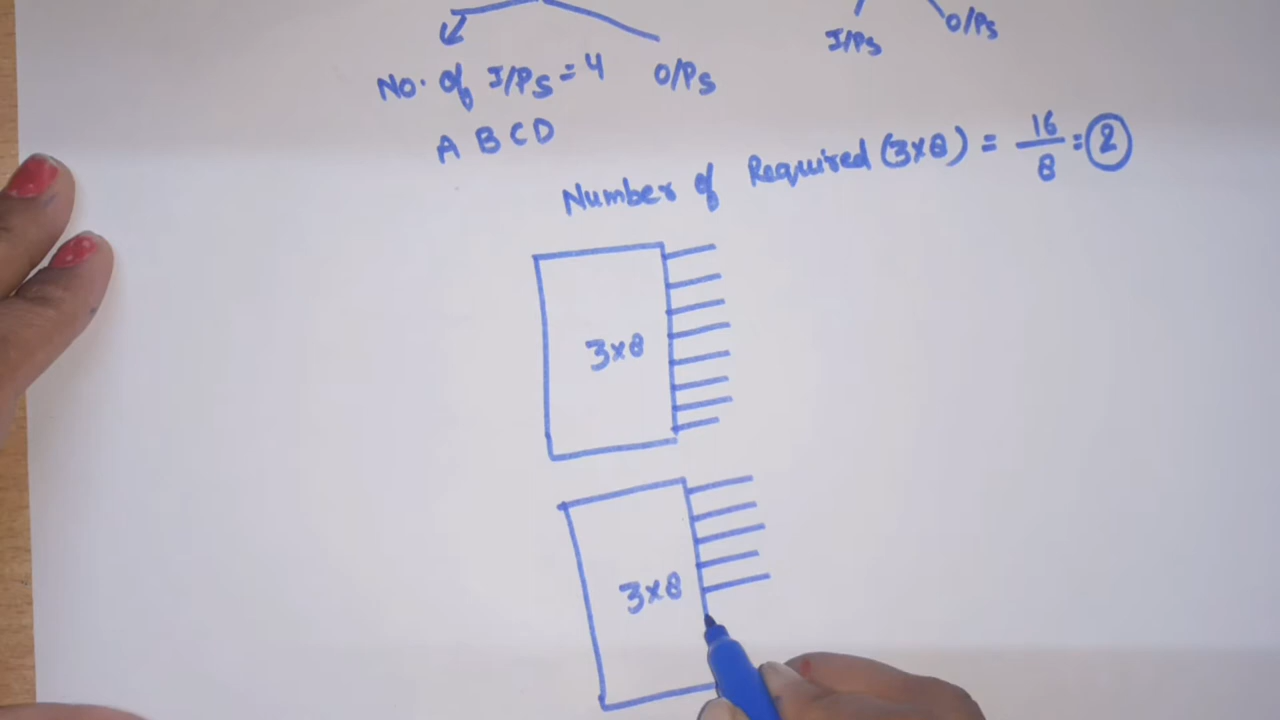 I/Ps O/Ps
No. of I/Ps = 4 O/Ps
A B C D
Number of Required (3x8) = 16/8 = 2
3x8
3x8